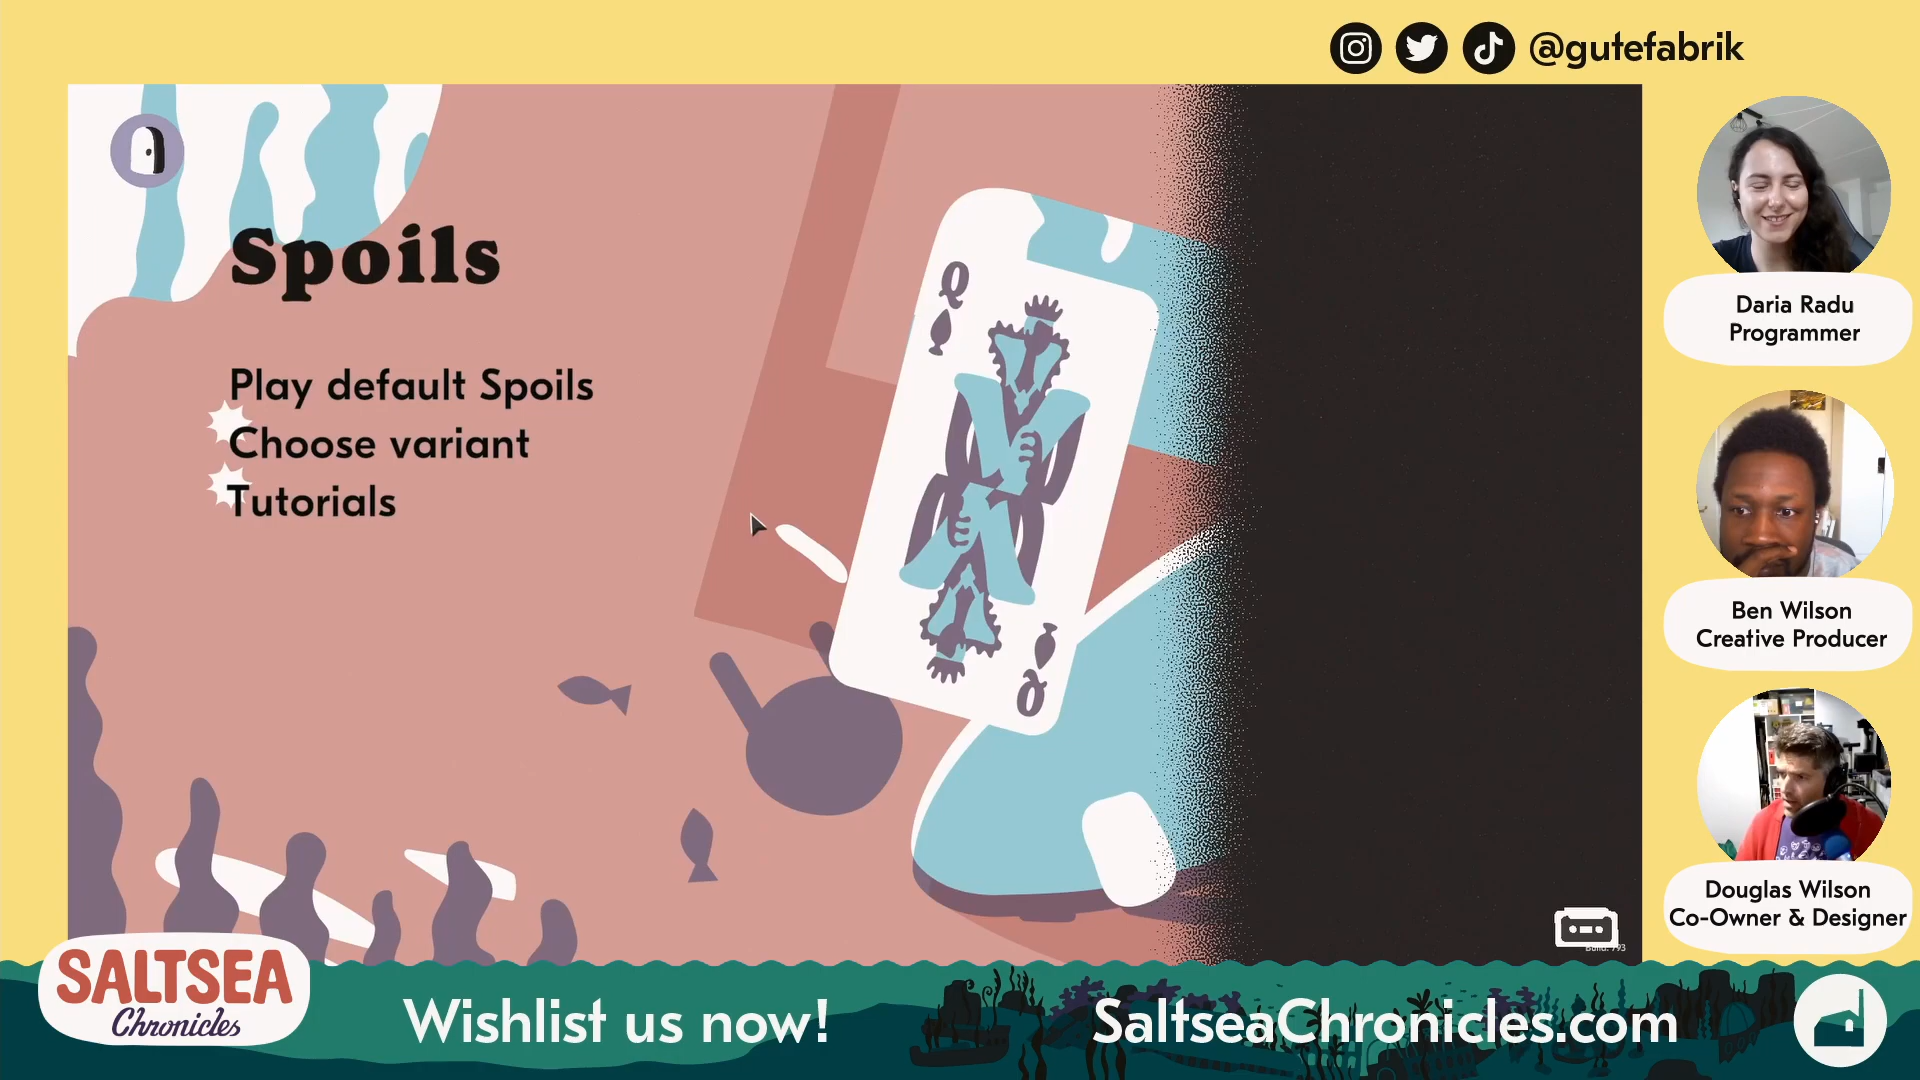 @gutefabrik
Spoils
Play default Spoils
Choose variant
Tutorials
Q
Q
Daria Radu
Programmer
Ben Wilson
Creative Producer
Douglas Wilson
Co-Owner & Designer
SALTSEA
Chronicles
Wishlist us now!
SaltseaChronicles.com